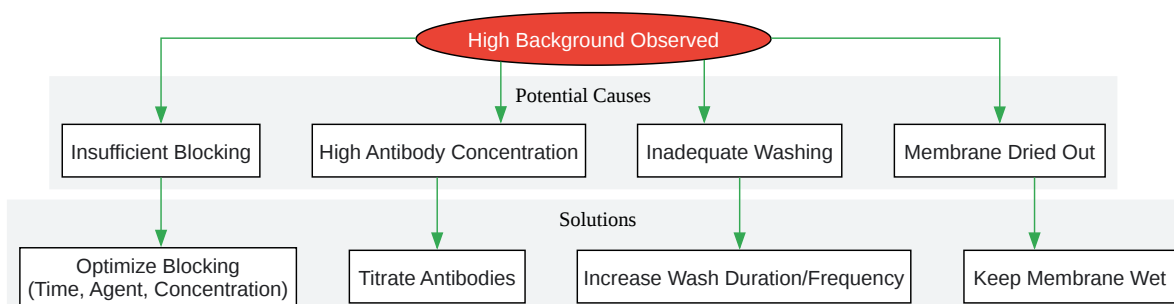 High Background Observed
Potential Causes
Insufficient Blocking
High Antibody Concentration
Inadequate Washing
Membrane Dried Out
Solutions
Optimize Blocking
(Time, Agent, Concentration)
Titrate Antibodies
Increase Wash Duration/Frequency
Keep Membrane Wet